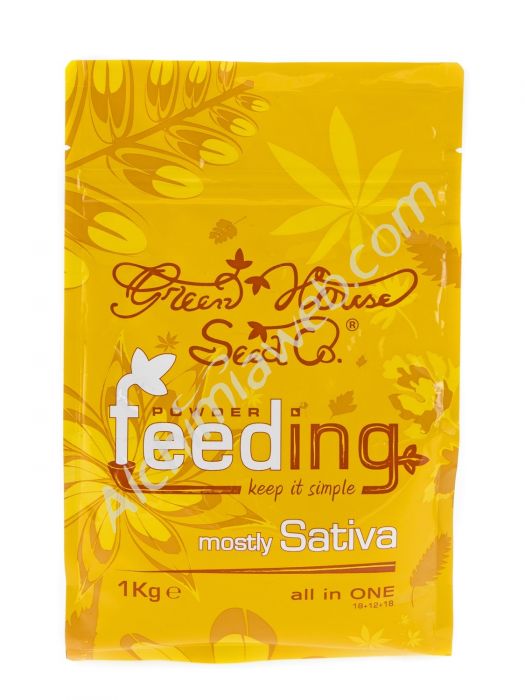 Green House
Seed Co.®
POWDER
feeding
keep it simple
mostly Sativa
1Kg e
all in ONE
18+12+18
Alchimiaweb.com